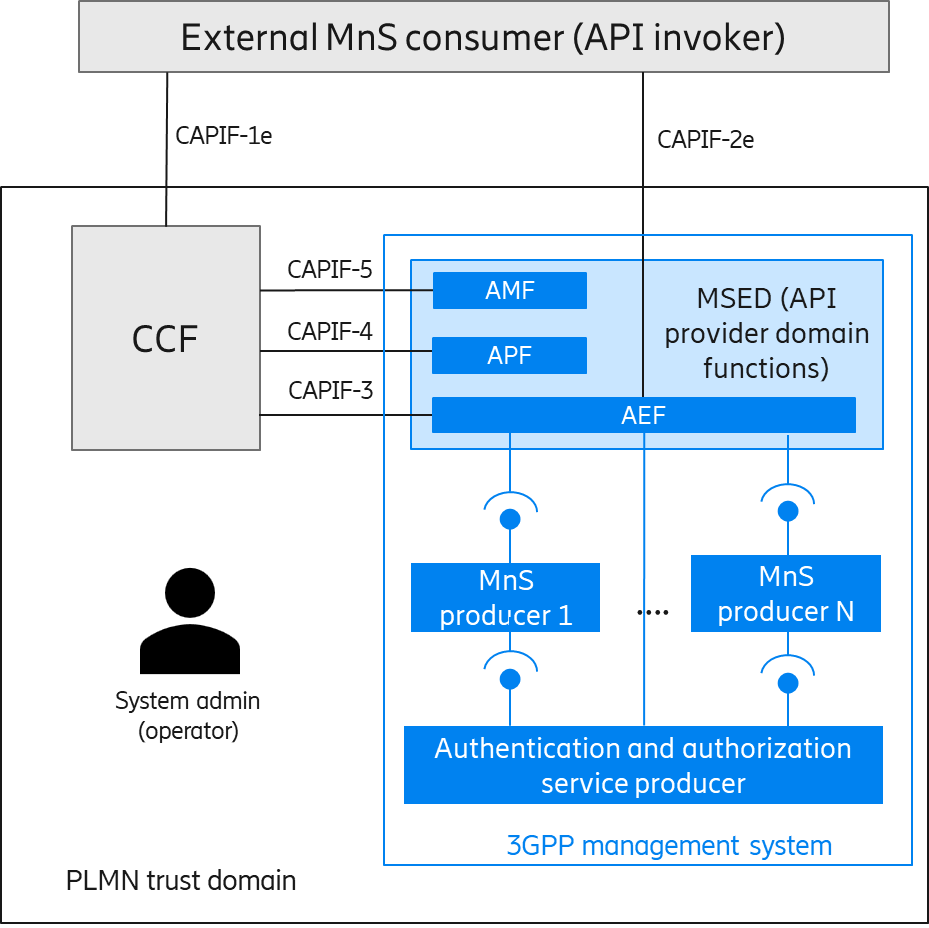 External MnS consumer (API invoker)
CAPIF-1e
CAPIF-2e
CCF
CAPIF-5
CAPIF-4
CAPIF-3
AMF
APF
AEF
MSED (API
provider domain
functions)
MnS
producer 1
....
MnS
producer N
System admin
(operator)
Authentication and authorization
service producer
3GPP management system
PLMN trust domain